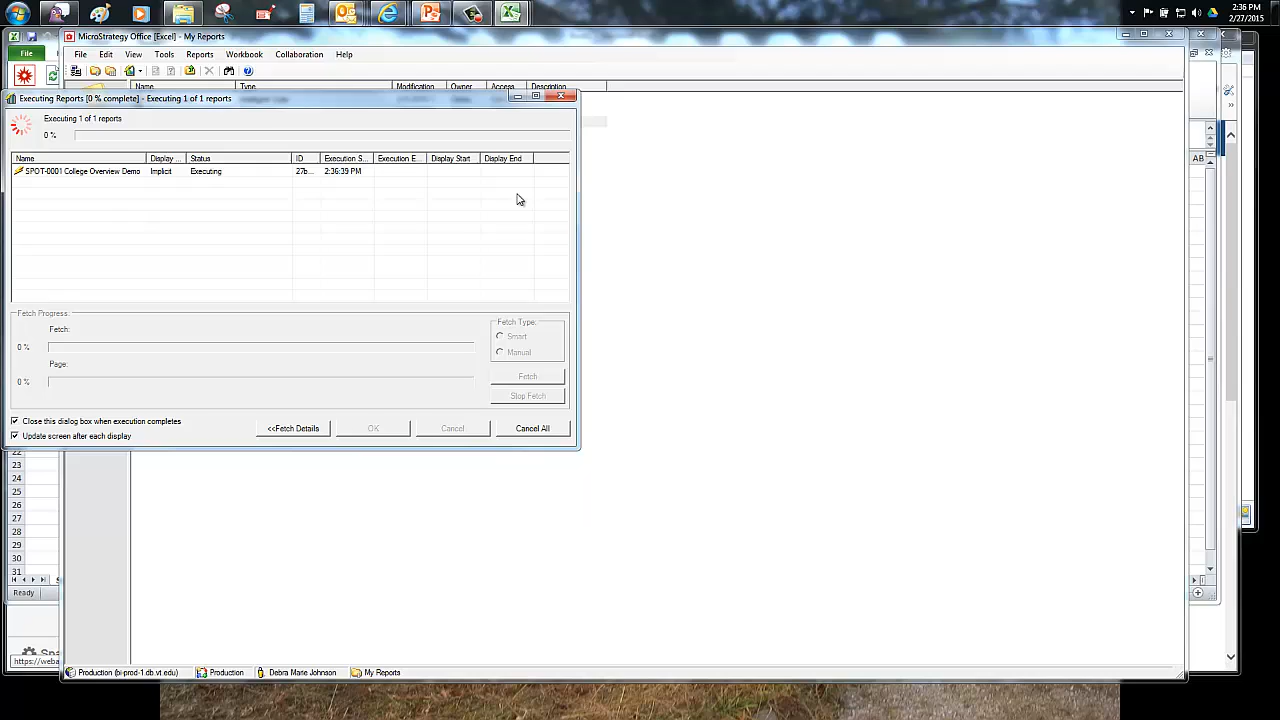 2:36 PM
2/27/2015
MicroStrategy Office [Excel] - My Reports
File
File Edit View Tools Reports Workbook Collaboration Help
Name Type Modification Owner Access Description
Executing Reports [0 % complete] - Executing 1 of 1 reports
Executing 1 of 1 reports
0 %
Name Display ... Status ID Execution S... Execution E... Display Start Display End
AB
SPOT-0001 College Overview Demo Implicit Executing 27b... 2:36:39 PM
Fetch Progress:
Fetch Type:
Fetch:
Smart
0 %
Manual
Page:
Fetch
0 %
Stop Fetch
Close this dialog box when execution completes
<<Fetch Details OK Cancel Cancel All
Update screen after each display
22
23
24
25
26
27
28
29
30
31
Ready
https://weba
Production (bi-prod-1.db.vt.edu) Production Debra Marie Johnson My Reports